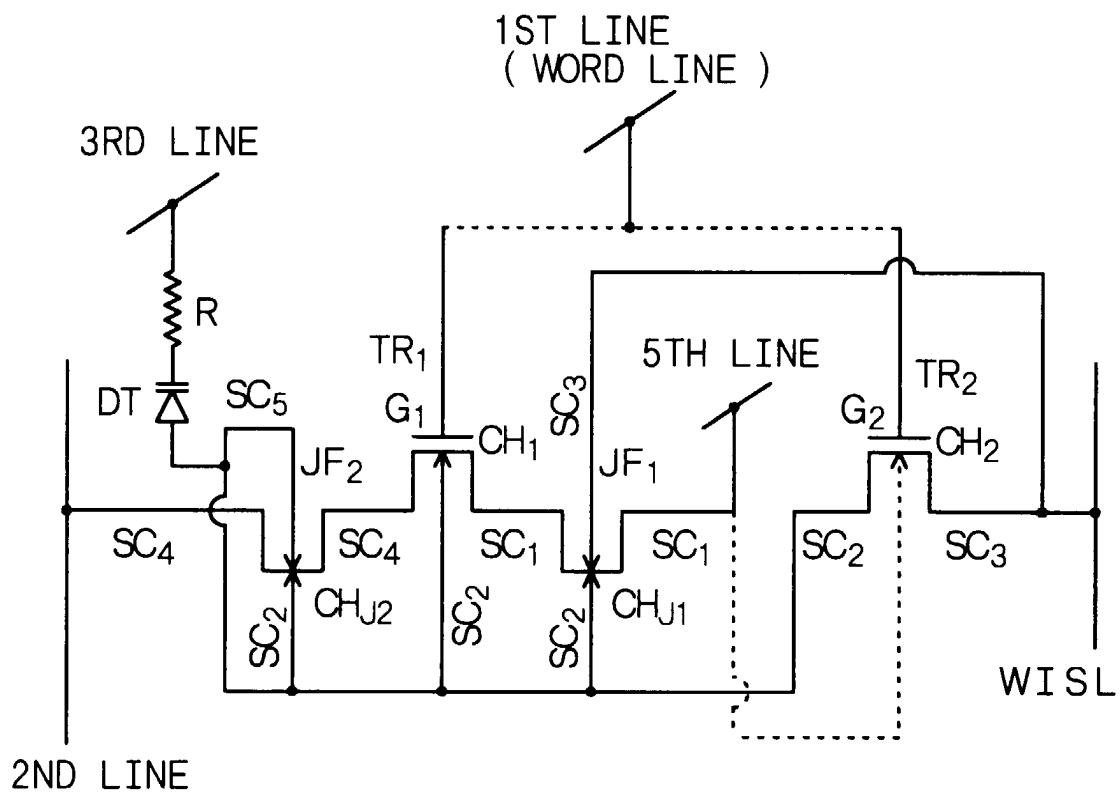 1ST LINE
( WORD LINE )
3RD LINE
R
TR1
5TH LINE
DT
SC5
SC3
TR2
G1
G2
CH1
CH2
JF2
JF1
SC4
SC4
SC1
SC1
SC2
SC3
SC2
CHJ2
SC2
SC2
CHJ1
WISL
2ND LINE